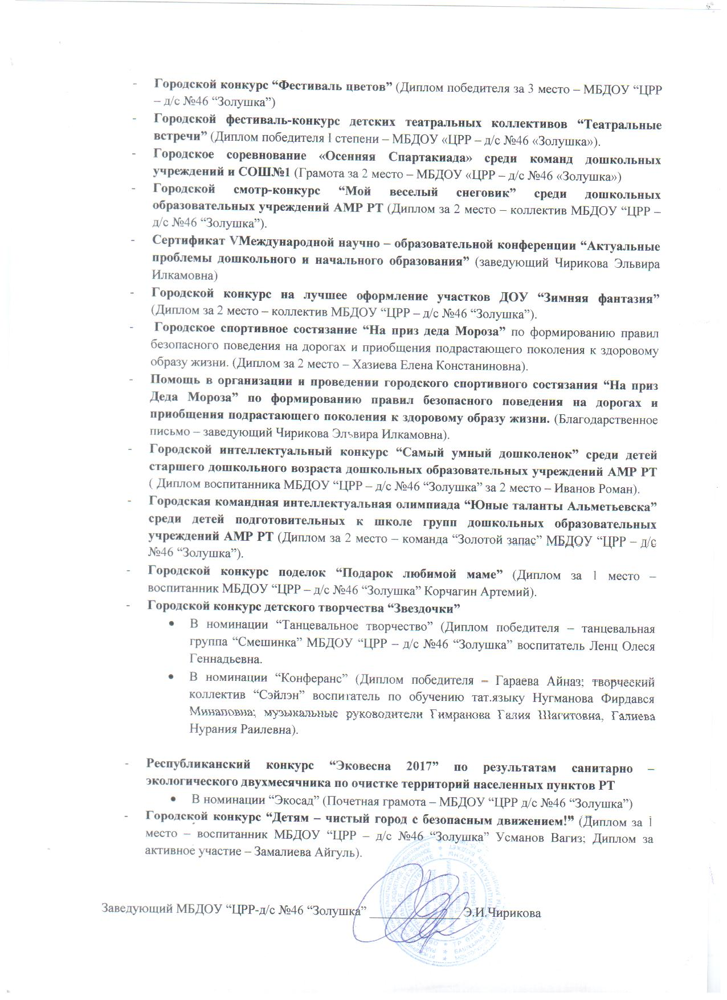 - Городской конкурс “Фестиваль цветов” (Диплом победителя за 3 место – МБДОУ “ЦРР
– д/с №46 “Золушка”)
- Городской фестиваль-конкурс детских театральных коллективов “Театральные
встречи” (Диплом победителя I степени – МБДОУ «ЦРР – д/с №46 «Золушка»).
- Городское соревнование «Осенняя Спартакиада» среди команд дошкольных
учреждений и СОШ№1 (Грамота за 2 место – МБДОУ «ЦРР – д/с №46 «Золушка»)
- Городской смотр-конкурс “Мой веселый снеговик” среди дошкольных
образовательных учреждений АМР РТ (Диплом за 2 место – коллектив МБДОУ “ЦРР –
д/с №46 “Золушка”).
- Сертификат VМеждународной научно – образовательной конференции “Актуальные
проблемы дошкольного и начального образования” (заведующий Чирикова Эльвира
Илкамовна)
- Городской конкурс на лучшее оформление участков ДОУ “Зимняя фантазия”
(Диплом за 2 место – коллектив МБДОУ “ЦРР – д/с №46 “Золушка”).
- Городское спортивное состязание “На приз деда Мороза” по формированию правил
безопасного поведения на дорогах и приобщения подрастающего поколения к здоровому
образу жизни. (Диплом за 2 место – Хазиева Елена Констаниновна).
- Помощь в организации и проведении городского спортивного состязания “На приз
Деда Мороза” по формированию правил безопасного поведения на дорогах и
приобщения подрастающего поколения к здоровому образу жизни. (Благодарственное
письмо – заведующий Чирикова Эльвира Илкамовна).
- Городской интеллектуальный конкурс “Самый умный дошколенок” среди детей
старшего дошкольного возраста дошкольных образовательных учреждений АМР РТ
( Диплом воспитанника МБДОУ “ЦРР – д/с №46 “Золушка” за 2 место – Иванов Роман).
- Городская командная интеллектуальная олимпиада “Юные таланты Альметьевска”
среди детей подготовительных к школе групп дошкольных образовательных
учреждений АМР РТ (Диплом за 2 место – команда “Золотой запас” МБДОУ “ЦРР – д/с
№46 “Золушка”).
- Городской конкурс поделок “Подарок любимой маме” (Диплом за 1 место –
воспитанник МБДОУ “ЦРР – д/с №46 “Золушка” Корчагин Артемий).
- Городской конкурс детского творчества “Звездочки”
• В номинации “Танцевальное творчество” (Диплом победителя – танцевальная
группа “Смешинка” МБДОУ “ЦРР – д/с №46 “Золушка” воспитатель Ленц Олеся
Геннадьевна.
• В номинации “Конферанс” (Диплом победителя – Гараева Айназ; творческий
коллектив “Сэйлэн” воспитатель по обучению тат.языку Нугманова Фирдався
Минаповна; музыкальные руководители Гимранова Галия Шагитовна, Галиева
Нурания Раилевна).
- Республиканский конкурс “Эковесна 2017” по результатам санитарно –
экологического двухмесячника по очистке территорий населенных пунктов РТ
• В номинации “Экосад” (Почетная грамота – МБДОУ “ЦРР д/с №46 “Золушка”)
- Городской конкурс “Детям – чистый город с безопасным движением!” (Диплом за 1
место – воспитанник МБДОУ “ЦРР – д/с №46 “Золушка” Усманов Вагиз; Диплом за
активное участие – Замалиева Айгуль).
Заведующий МБДОУ “ЦРР-д/с №46 “Золушка” _____________ Э.И.Чирикова